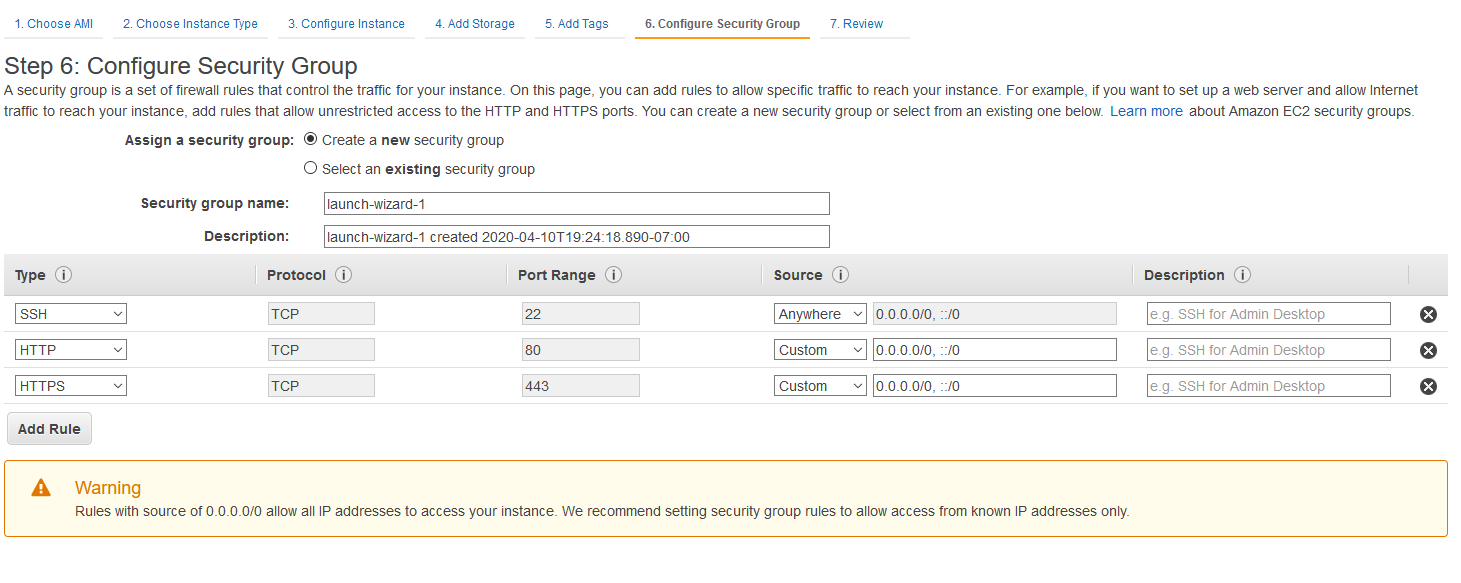 1. Choose AMI 2. Choose Instance Type 3. Configure Instance 4. Add Storage 5. Add Tags 6. Configure Security Group 7. Review
Step 6: Configure Security Group
A security group is a set of firewall rules that control the traffic for your instance. On this page, you can add rules to allow specific traffic to reach your instance. For example, if you want to set up a web server and allow Internet
traffic to reach your instance, add rules that allow unrestricted access to the HTTP and HTTPS ports. You can create a new security group or select from an existing one below. Learn more about Amazon EC2 security groups.
Assign a security group: Create a new security group
Select an existing security group
Security group name: launch-wizard-1
Description: launch-wizard-1 created 2020-04-10T19:24:18.890-07:00
Type i Protocol i Port Range i Source i Description i
SSH TCP 22 Anywhere 0.0.0.0/0, ::/0 e.g. SSH for Admin Desktop
HTTP TCP 80 Custom 0.0.0.0/0, ::/0 e.g. SSH for Admin Desktop
HTTPS TCP 443 Custom 0.0.0.0/0, ::/0 e.g. SSH for Admin Desktop
Add Rule
Warning
Rules with source of 0.0.0.0/0 allow all IP addresses to access your instance. We recommend setting security group rules to allow access from known IP addresses only.